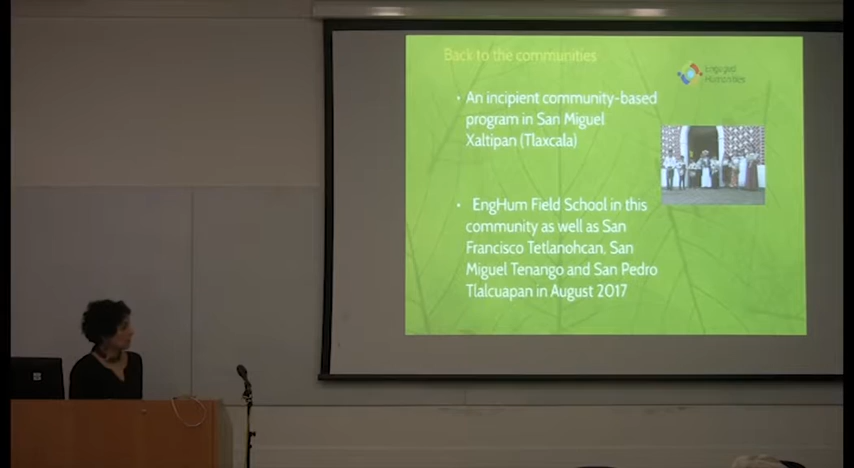 Back to the communities
Engaged
Humanities
• An incipient community-based
program in San Miguel
Xaltipan (Tlaxcala)
• EngHum Field School in this
community as well as San
Francisco Tetlanohcan, San
Miguel Tenango and San Pedro
Tlalcuapan in August 2017